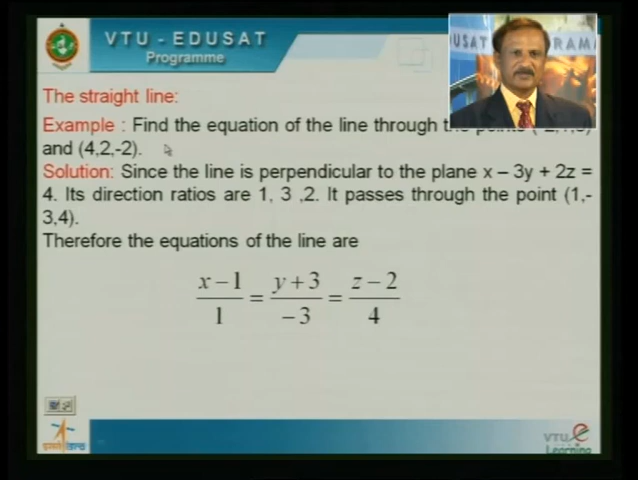 VTU - EDUSAT
Programme
The straight line:
Example : Find the equation of the line through
and (4,2,-2).
Solution: Since the line is perpendicular to the plane x – 3y + 2z =
4. Its direction ratios are 1, 3 ,2. It passes through the point (1,-
3,4).
Therefore the equations of the line are
x − 1 / 1 = y + 3 / − 3 = z − 2 / 4
VTU e
Learning
USAT
RAM